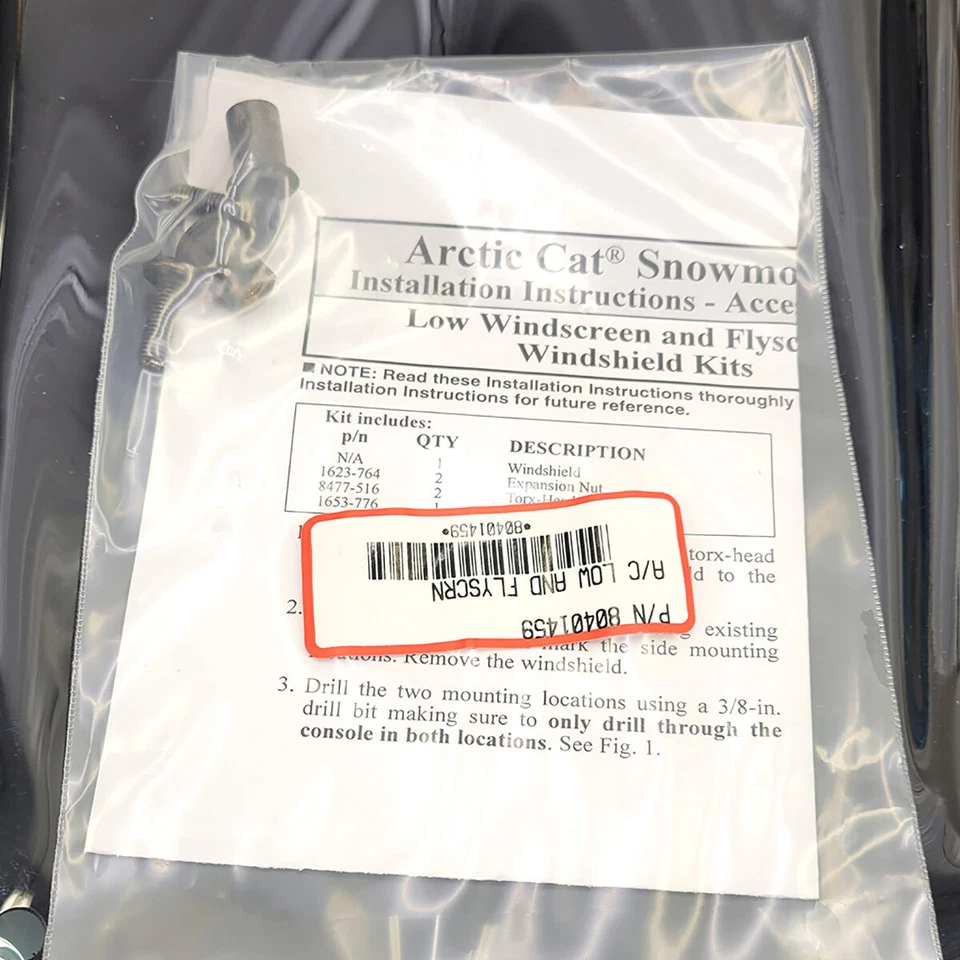 Arctic Cat® Snowmo
Installation Instructions - Acce
Low Windscreen and Flysc
Windshield Kits
NOTE: Read these Installation Instructions thoroughly
Installation Instructions for future reference.
Kit includes:
p/n QTY DESCRIPTION
N/A 1 Windshield
1623-764 2 Expansion Nut
8477-516 2 Torx-He
1653-776 1
1
torx-head
d to the
2.
existing
mark the side mounting
Remove the windshield.
3. Drill the two mounting locations using a 3/8-in.
drill bit making sure to only drill through the
console in both locations. See Fig. 1.
P/N 80401459
A/C LOW AND FLYSCRN
*80401459*